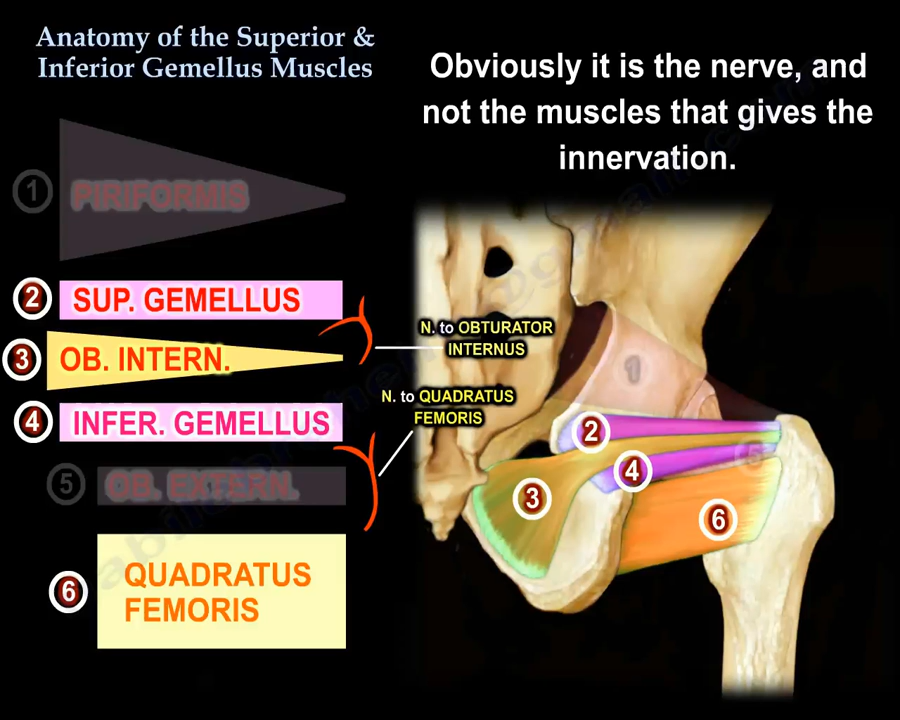 Anatomy of the Superior &
Inferior Gemellus Muscles
Obviously it is the nerve, and
not the muscles that gives the
innervation.
1
PIRIFORMIS
2
SUP. GEMELLUS
3
OB. INTERN.
4
INFER. GEMELLUS
5
OB. EXTERN.
6
QUADRATUS
FEMORIS
N. to OBTURATOR
INTERNUS
N. to QUADRATUS
FEMORIS
1
2
3
4
5
6